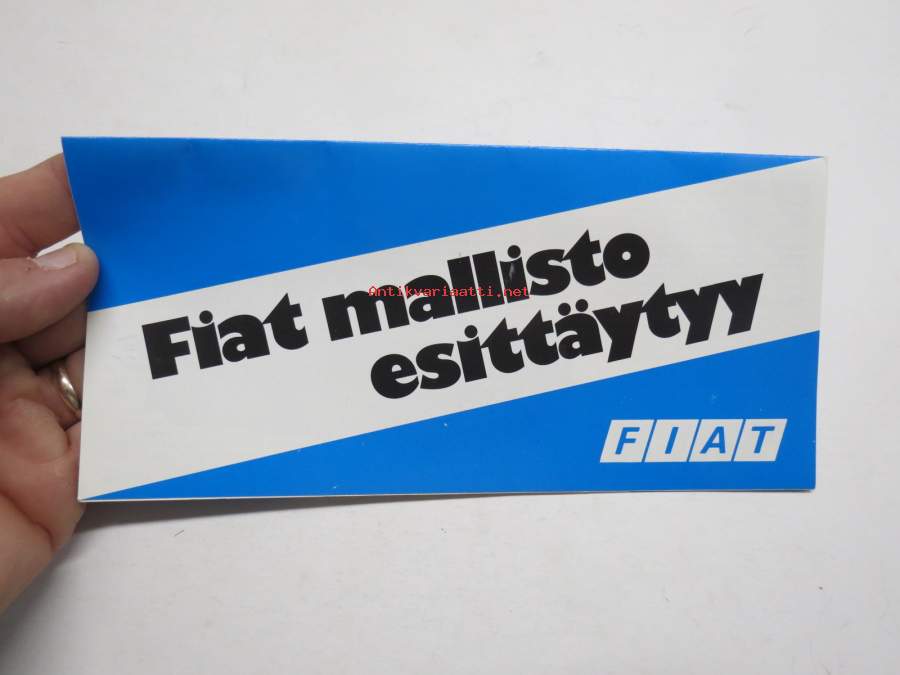 Fiat mallisto
Antikvariaatti.net
esittäytyy
FIAT